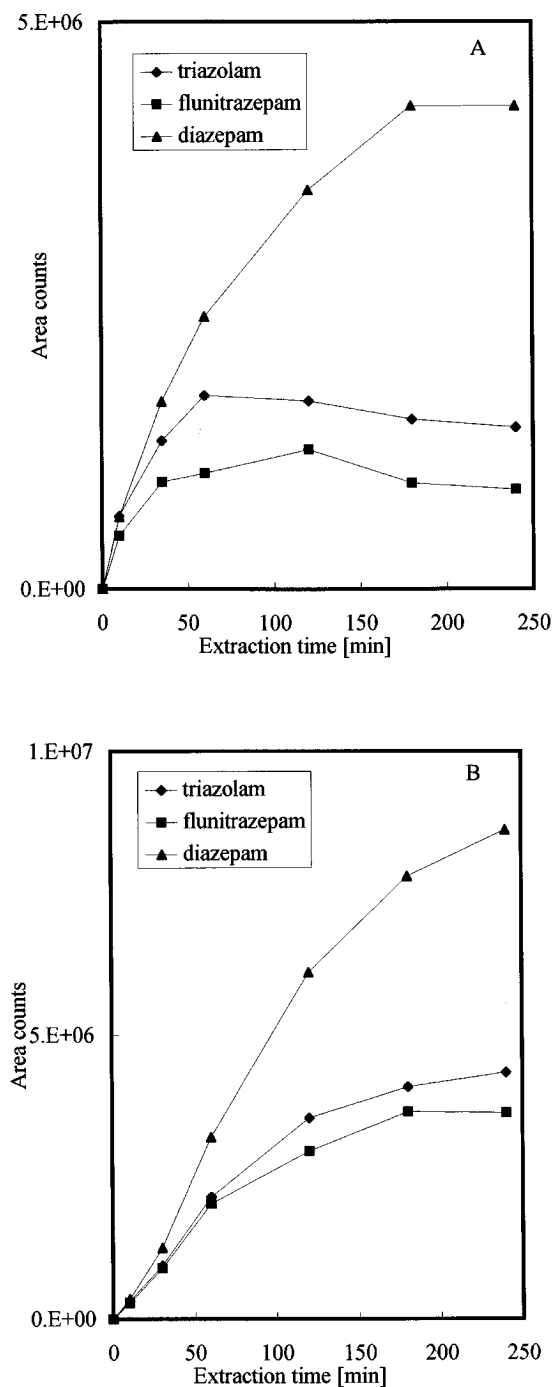 5.E+06
A
triazolam
flunitrazepam
diazepam
Area counts
0.E+00
0 50 100 150 200 250
Extraction time [min]
1.E+07
B
triazolam
flunitrazepam
diazepam
5.E+06
Area counts
0.E+00
0 50 100 150 200 250
Extraction time [min]